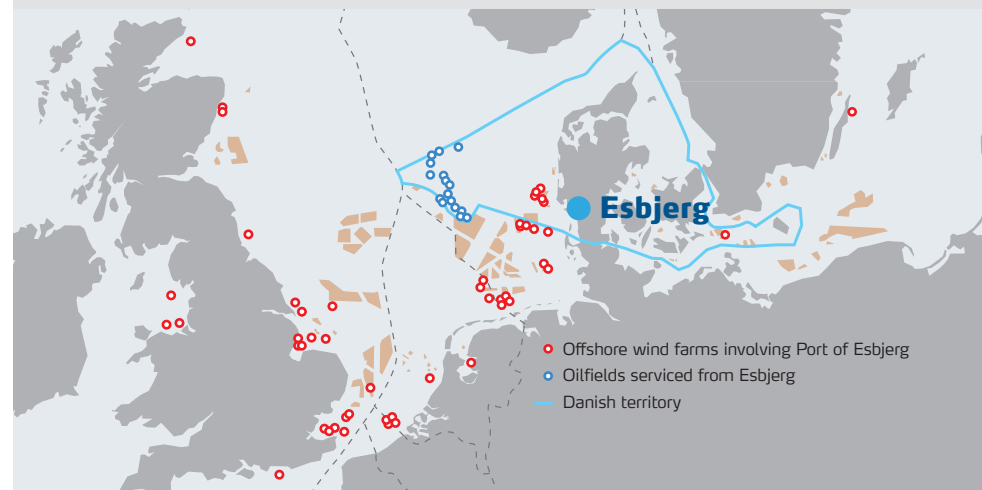 Esbjerg
Offshore wind farms involving Port of Esbjerg
Oilfields serviced from Esbjerg
Danish territory